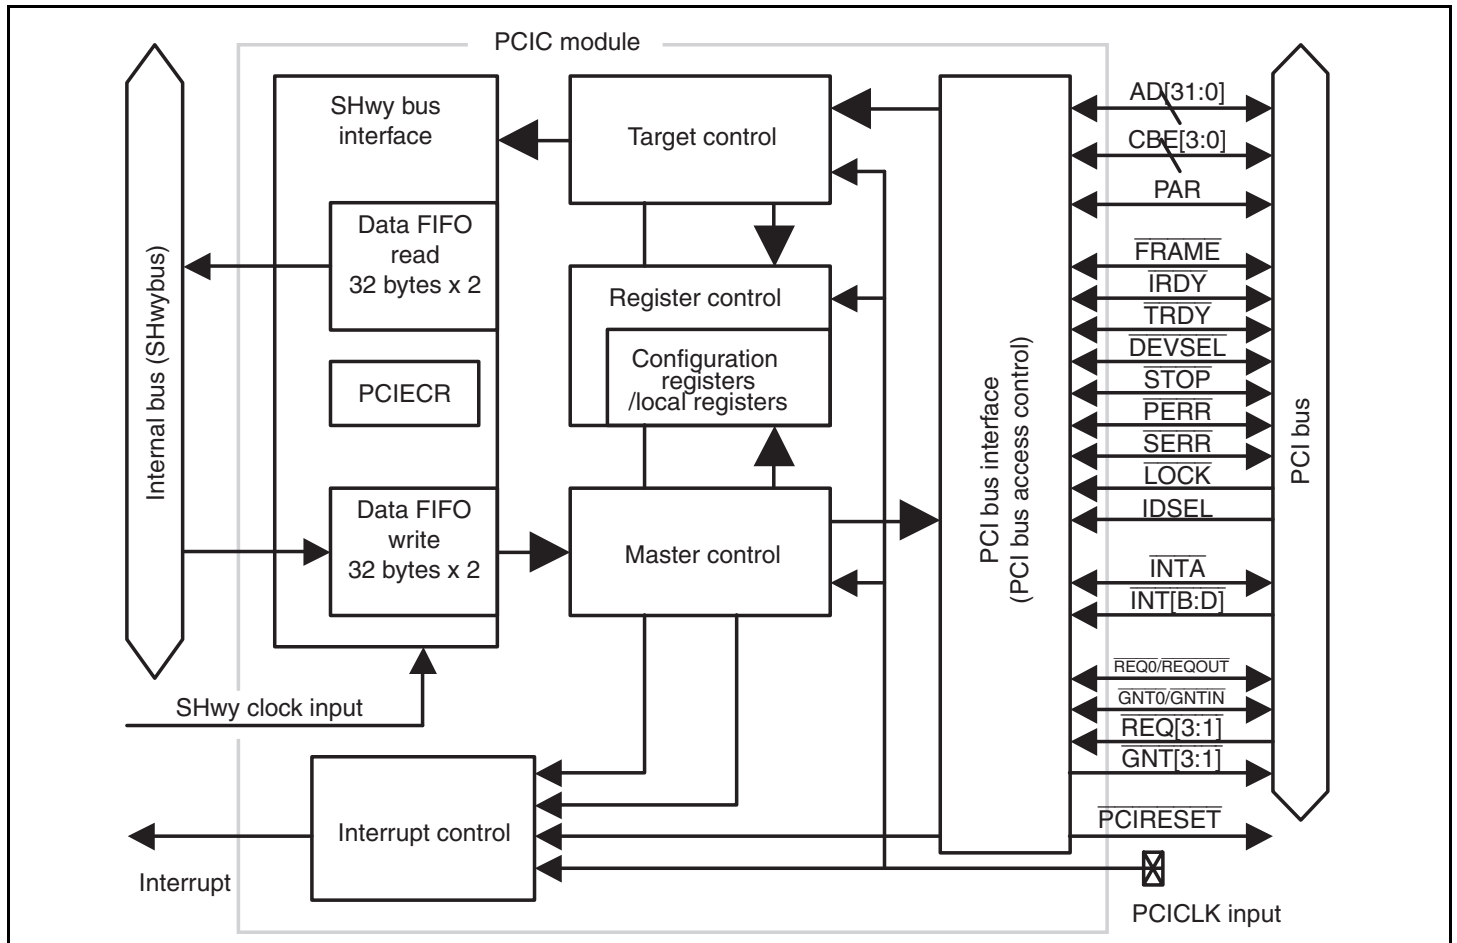 PCIC module
SHwy bus
interface
Target control
Data FIFO
read
32 bytes x 2
Register control
Configuration
registers
/local registers
PCIECR
Data FIFO
write
32 bytes x 2
Master control
Internal bus (SHwybus)
SHwy clock input
Interrupt control
Interrupt
PCI bus interface
(PCI bus access control)
AD[31:0]
CBE[3:0]
PAR
FRAME
IRDY
TRDY
DEVSEL
STOP
PERR
SERR
LOCK
IDSEL
INTA
INT[B:D]
REQ0/REQOUT
GNT0/GNTIN
REQ[3:1]
GNT[3:1]
PCIRESET
PCI bus
PCICLK input